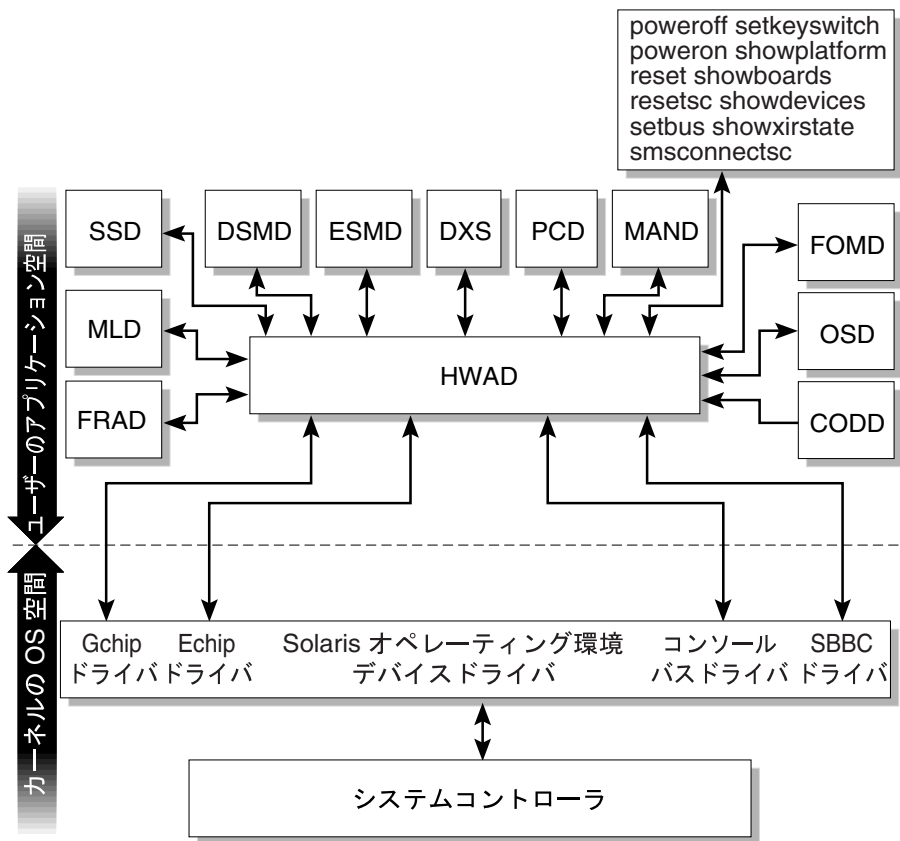 poweroff setkeyswitch
poweron showplatform
reset showboards
resetsc showdevices
setbus showxirstate
smsconnectsc
ユーザーのアプリケーション空間
SSD
DSMD
ESMD
DXS
PCD
MAND
FOMD
MLD
OSD
HWAD
FRAD
CODD
カーネルの OS 空間
Gchip
ドライバ
Echip
ドライバ
Solaris オペレーティング環境
デバイスドライバ
コンソール
バスドライバ
SBBC
ドライバ
システムコントローラ